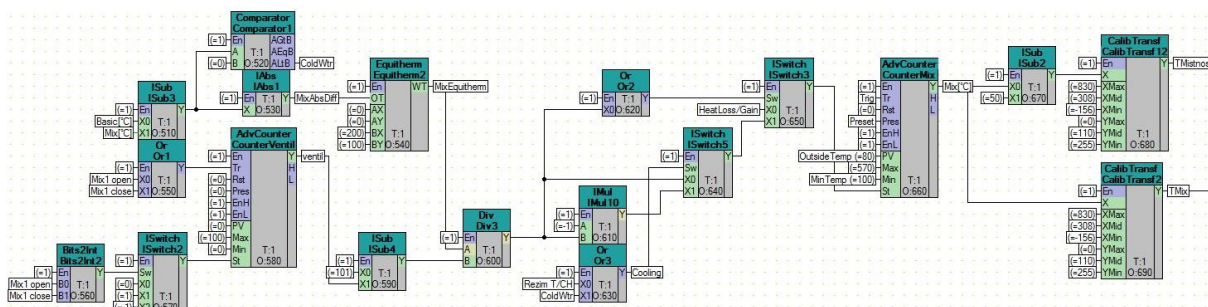 Comparator
Comparator1
(=1) En AGtB
A T:1 AEqB
(=0) B O:520 ALtB ColdWtr
IAbs
IAbs1
(=1) En T:1 Y MixAbsDiff
X O:530
ISub
ISub3
(=1) En Y
Basic[°C] X0 T:1
Mix[°C] X1 O:510
Or
Or1
(=1) En Y
Mix1 open X0 T:1
Mix1 close X1 O:550
Bits2Int
Bits2Int2
(=1) En Y
Mix1 open B0 T:1
Mix1 close B1 O:560
ISwitch
ISwitch2
(=1) En Y
Sw
(=0) X0
(=1) X1 T:1
AdvCounter
CounterVentil
(=1) En Y ventil
Tr H
(=0) Rst L
(=0) Pres
(=1) EnH
(=1) EnL
(=0) PV
(=100) Max
(=0) Min T:1
St O:580
Equitherm
Equitherm2
(=1) En WT MixEquitherm
OT
(=0) AX
(=0) AY
(=200) BX T:1
(=100) BY O:540
ISub
ISub4
(=1) En Y
(=101) X0 T:1
X1 O:590
Div
Div3
(=1) En Y
A T:1
B O:600
Or
Or2
(=1) En Y
X0 T:1
O:620
IMul
IMul10
(=1) En Y
(=-1) A T:1
B O:610
Or
Or3
(=1) En Y Cooling
Rezim T/CH X0 T:1
ColdWtr X1 O:630
ISwitch
ISwitch5
(=1) En Y
Sw
X0 T:1
X1 O:640
ISwitch
ISwitch3
(=1) En Y
Sw
HeatLoss/Gain X0 T:1
X1 O:650
AdvCounter
CounterMix
(=1) En Y Mix[°C]
Trig Tr H
(=0) Rst L
Preset Pres
(=1) EnH
(=1) EnL
OutsideTemp (=80) PV
(=570) Max
MinTemp (=100) Min T:1
St O:660
ISub
ISub2
(=1) En Y
X0 T:1
(=50) X1 O:670
CalibTransf
CalibTransf12
(=1) En Y TMistnos
X
(=830) XMax
(=308) XMid
(=-156) XMin
(=0) YMax
(=110) YMid T:1
(=255) YMin O:680
CalibTransf
CalibTransf2
(=1) En Y TMix
X
(=830) XMax
(=308) XMid
(=-156) XMin
(=0) YMax
(=110) YMid T:1
(=255) YMin O:690